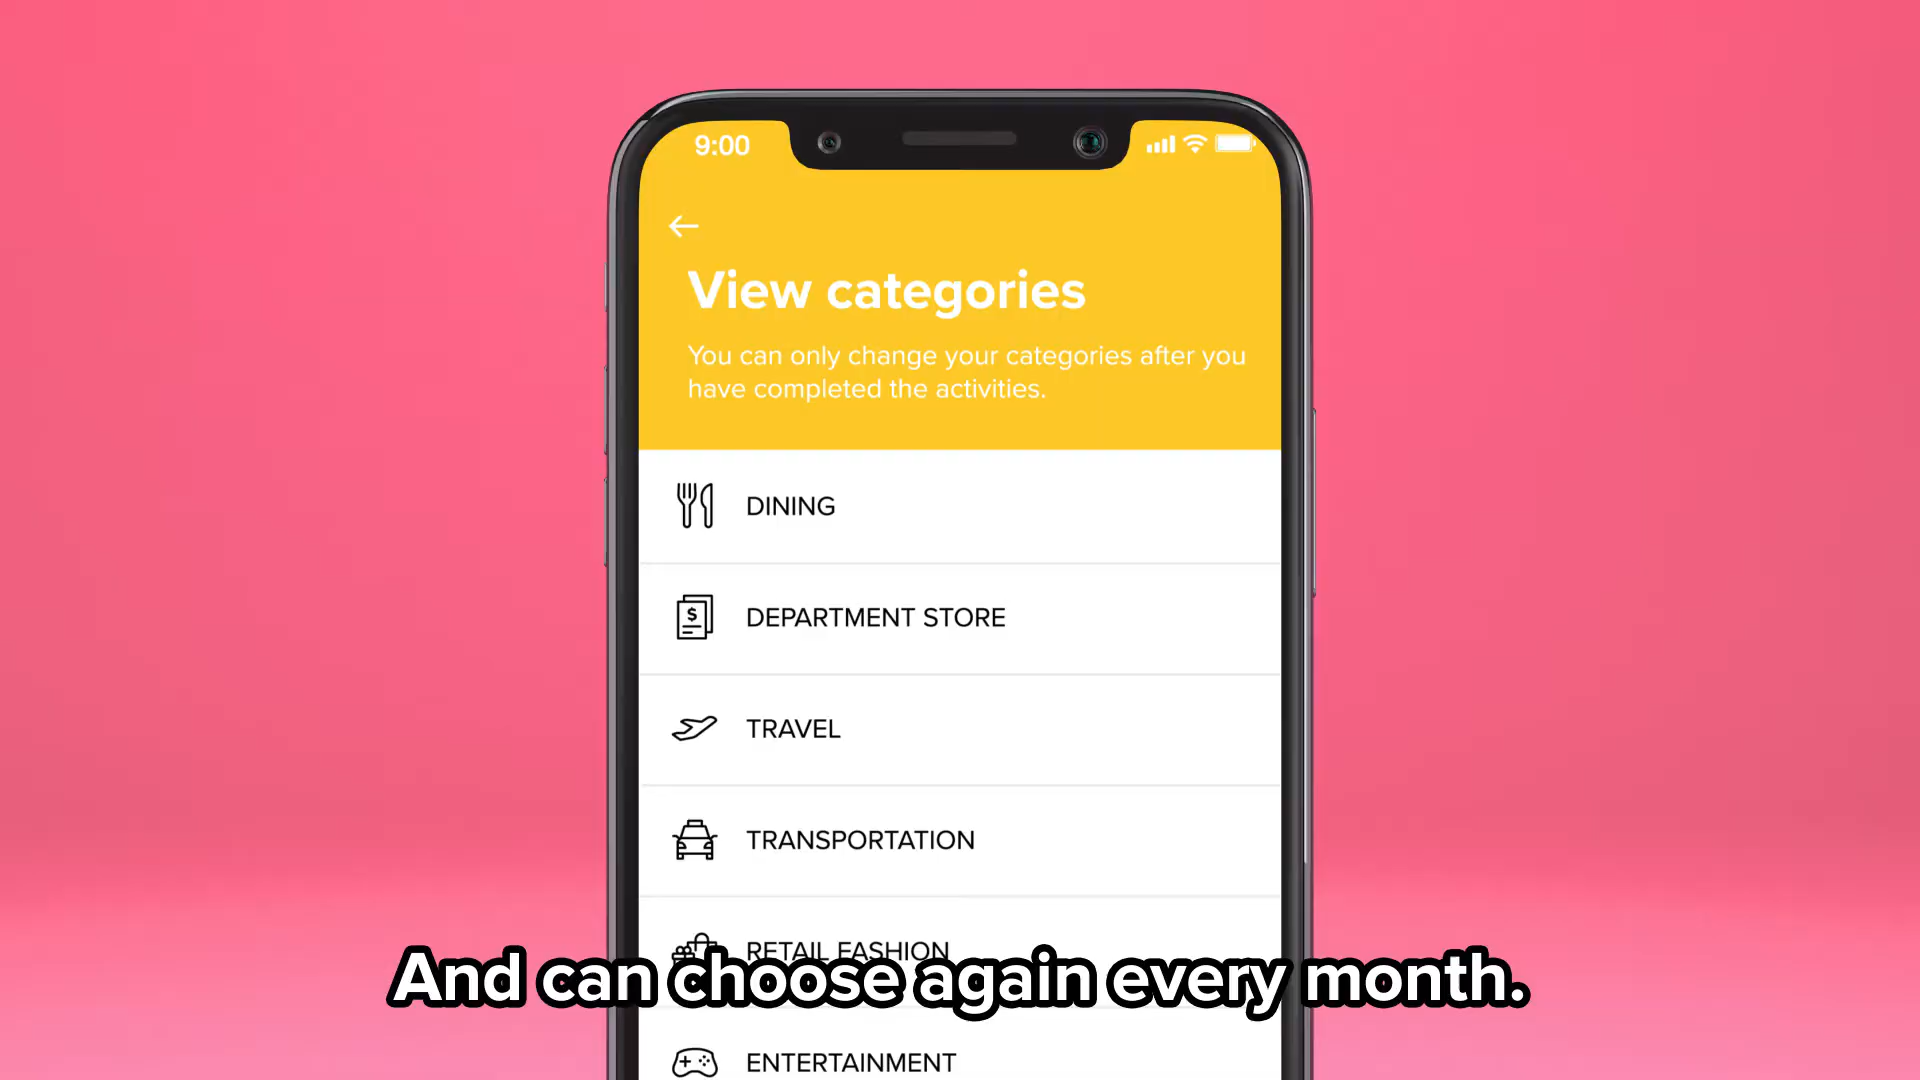 9:00
View categories
You can only change your categories after you
have completed the activities.
DINING
$
DEPARTMENT STORE
TRAVEL
TRANSPORTATION
RETAIL FASHION
And can choose again every month.
ENTERTAINMENT